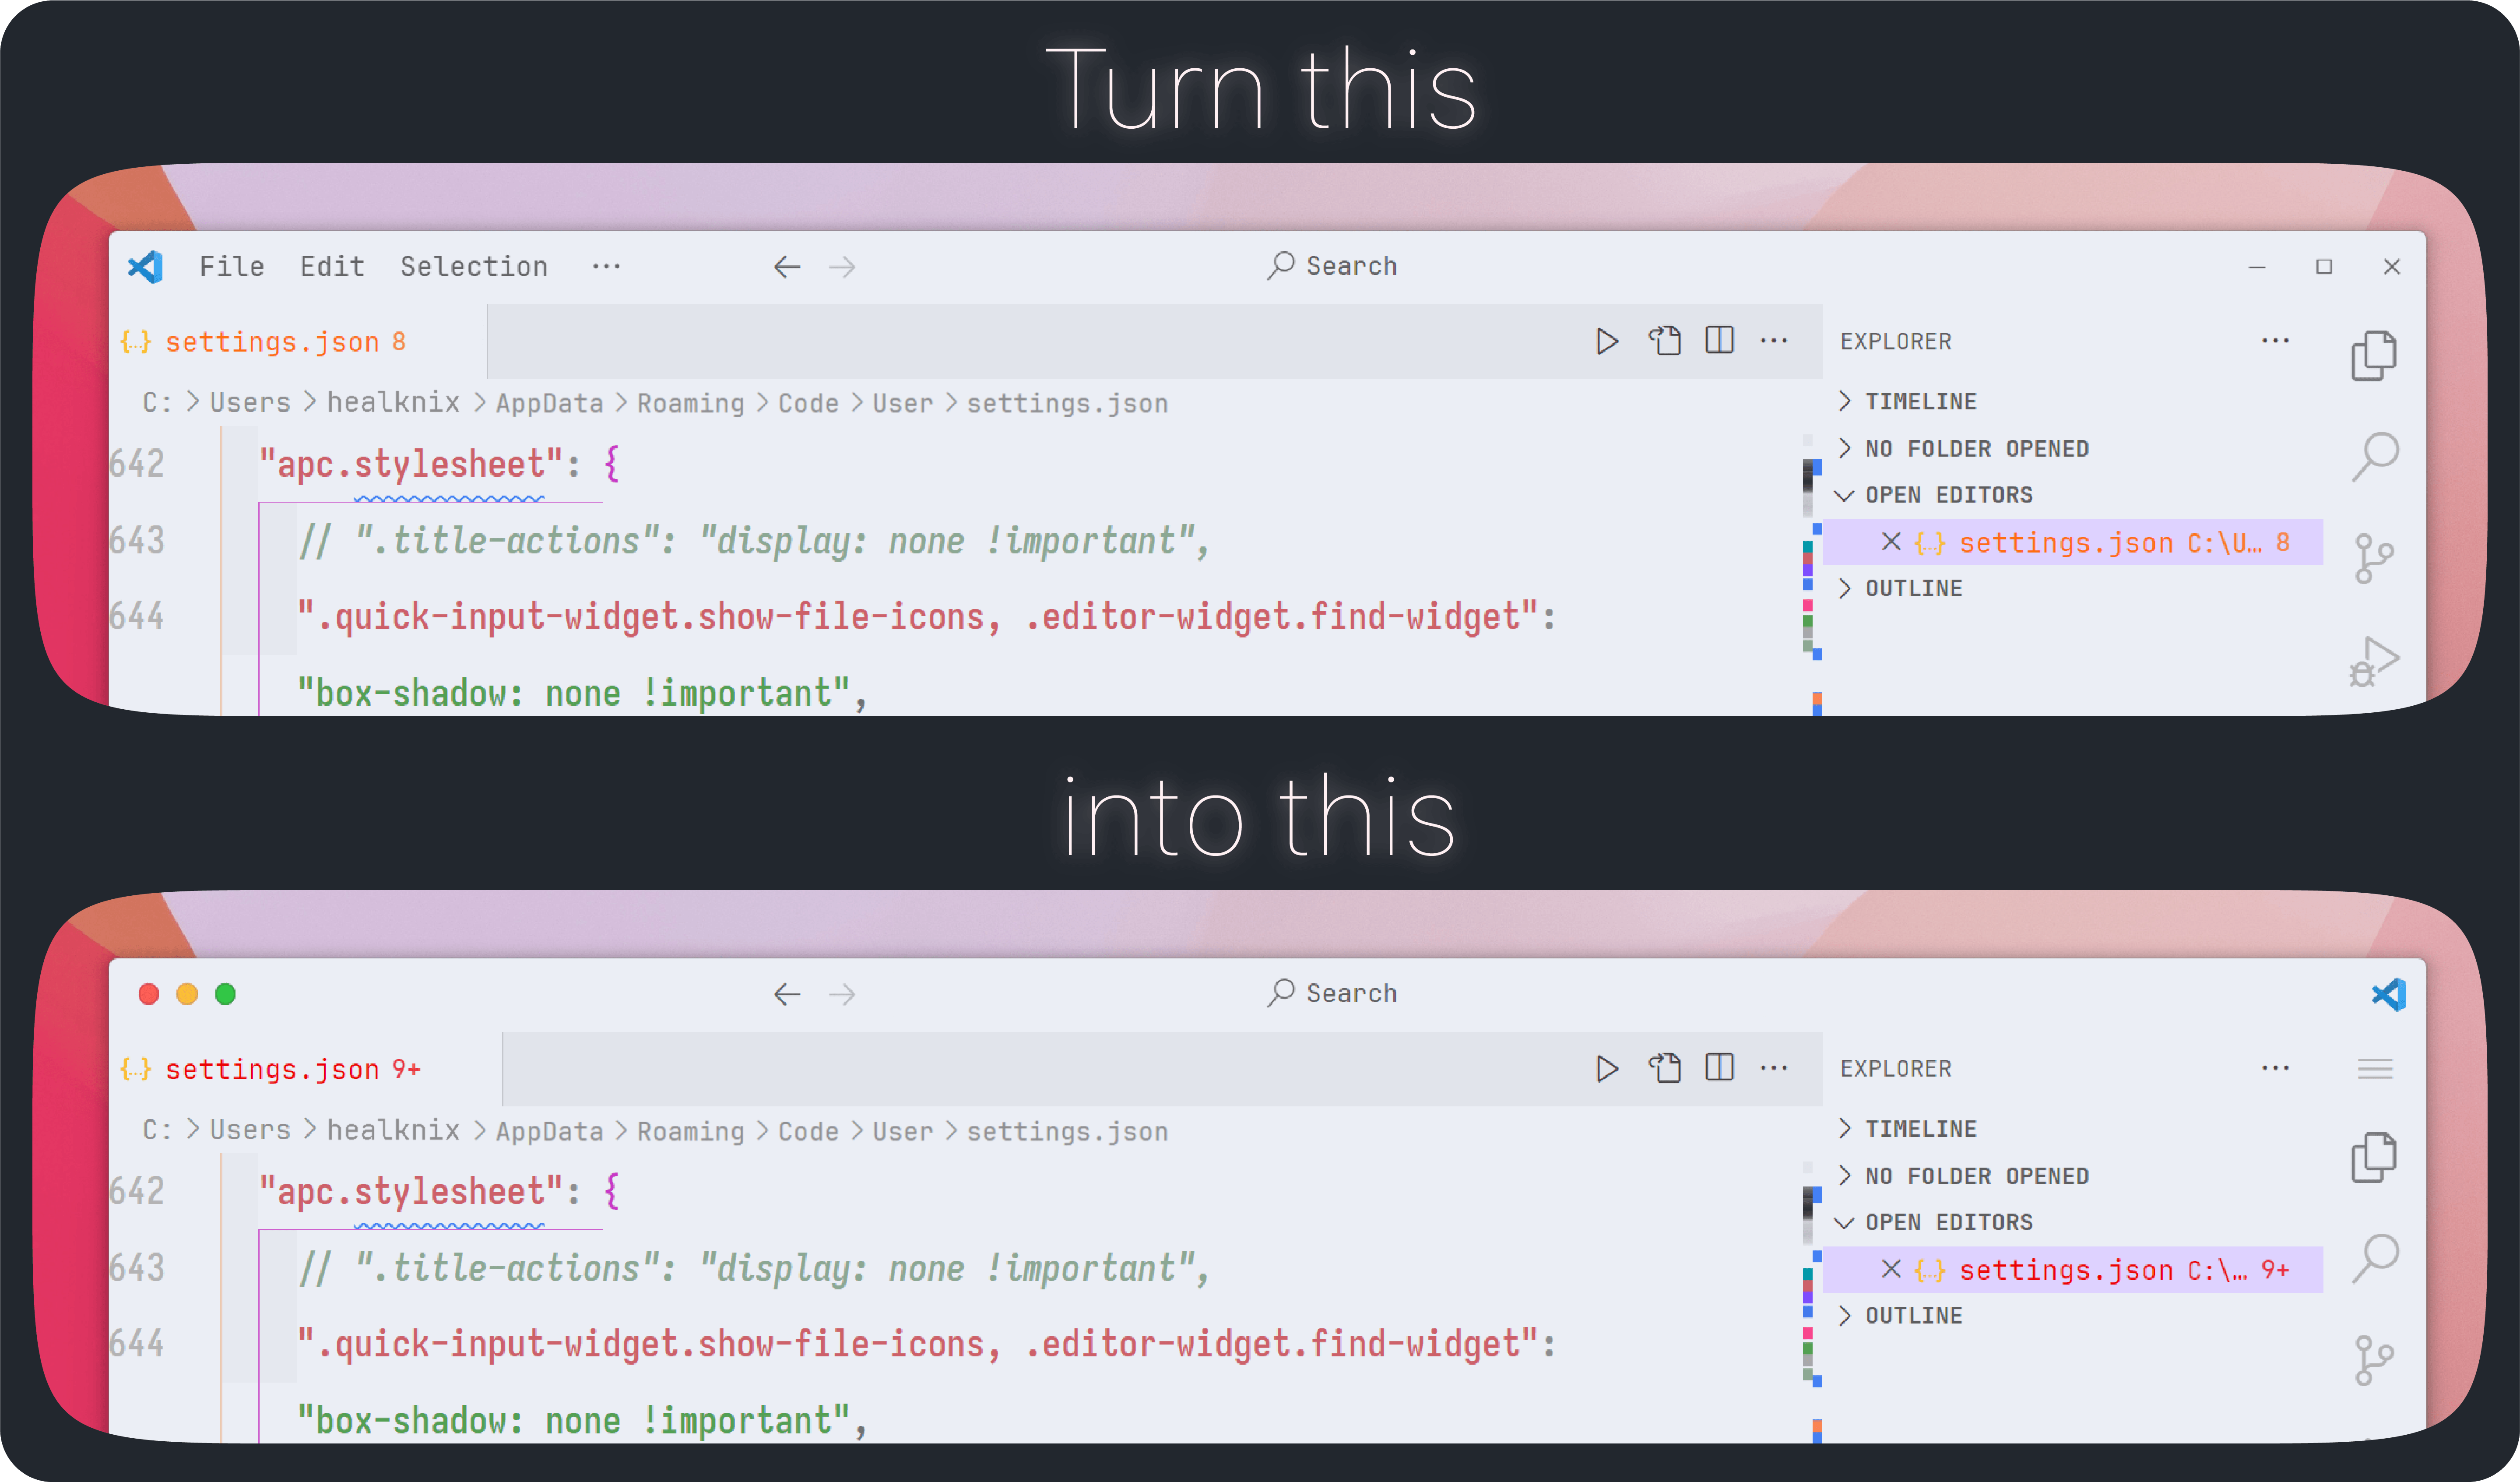 Turn this
File Edit Selection ··· Search
{..} settings.json 8
EXPLORER ···
C: > Users > healknix > AppData > Roaming > Code > User > settings.json
TIMELINE
642 "apc.stylesheet": {
NO FOLDER OPENED
OPEN EDITORS
643 // ".title-actions": "display: none !important",
{..} settings.json C:\U… 8
OUTLINE
644 ".quick-input-widget.show-file-icons, .editor-widget.find-widget":
"box-shadow: none !important",
into this
Search
{..} settings.json 9+
EXPLORER ···
C: > Users > healknix > AppData > Roaming > Code > User > settings.json
TIMELINE
642 "apc.stylesheet": {
NO FOLDER OPENED
OPEN EDITORS
643 // ".title-actions": "display: none !important",
{..} settings.json C:\… 9+
OUTLINE
644 ".quick-input-widget.show-file-icons, .editor-widget.find-widget":
"box-shadow: none !important",